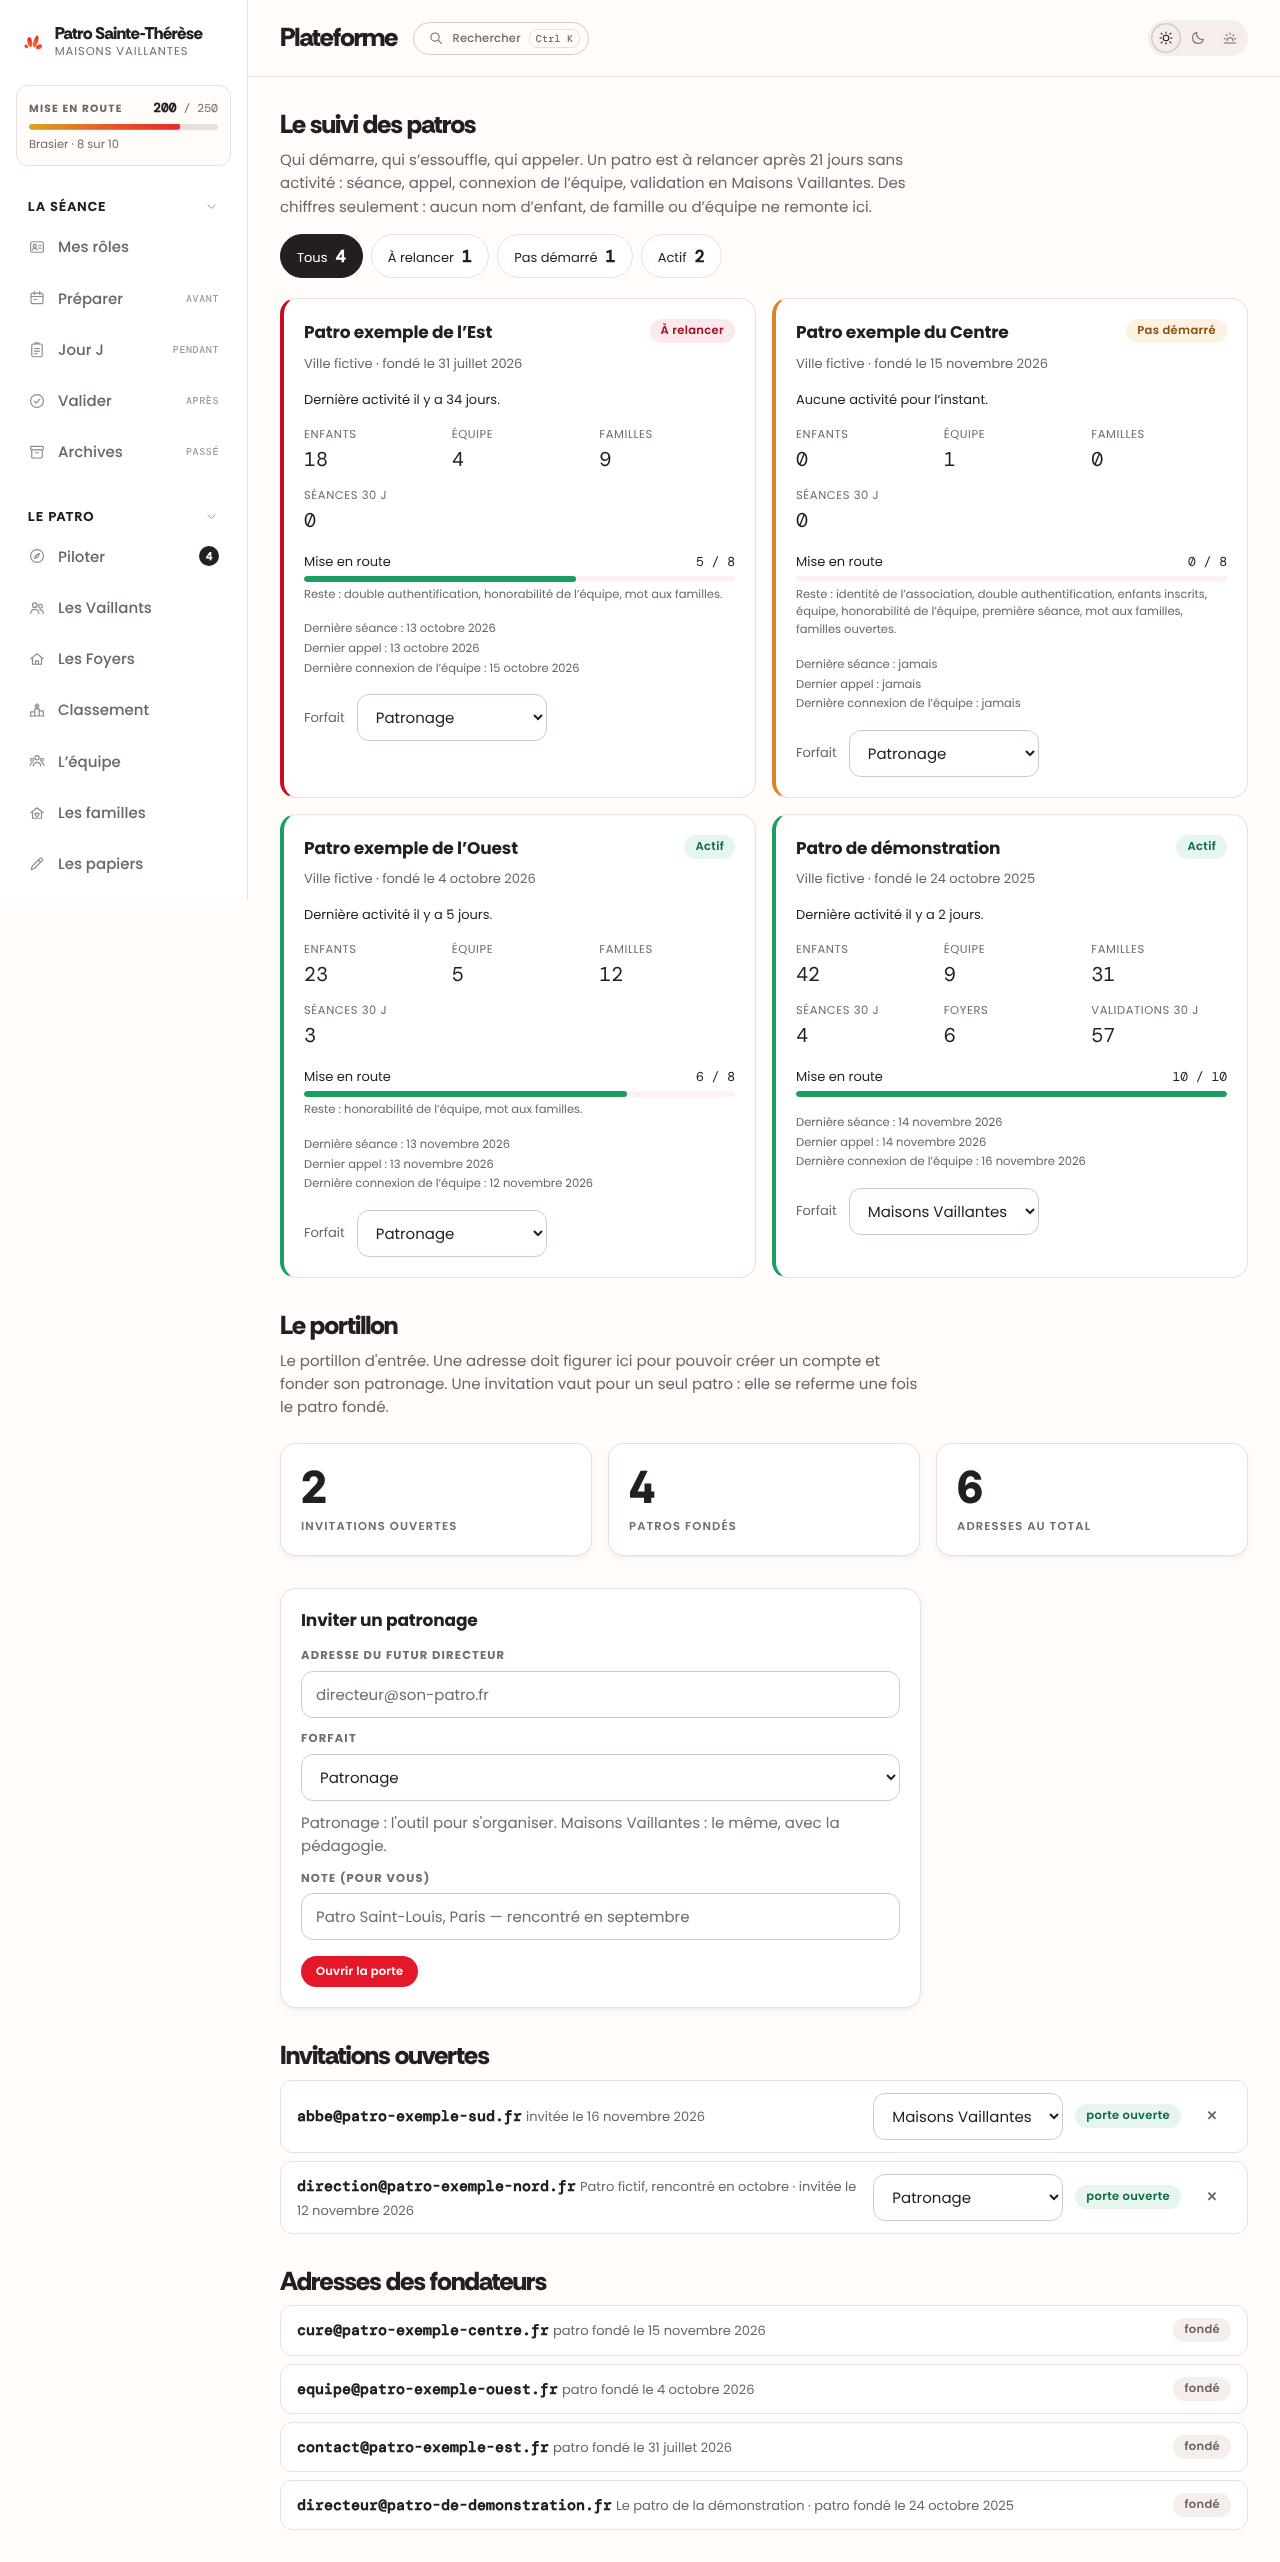 Patro Sainte-Thérèse
MAISONS VAILLANTES
MISE EN ROUTE 200 / 250
Brasier · 8 sur 10
LA SÉANCE
Mes rôles
Préparer AVANT
Jour J PENDANT
Valider APRÈS
Archives PASSÉ
LE PATRO
Piloter 4
Les Vaillants
Les Foyers
Classement
L’équipe
Les familles
Les papiers
Plateforme Rechercher Ctrl K
Le suivi des patros
Qui démarre, qui s’essouffle, qui appeler. Un patro est à relancer après 21 jours sans
activité : séance, appel, connexion de l’équipe, validation en Maisons Vaillantes. Des
chiffres seulement : aucun nom d’enfant, de famille ou d’équipe ne remonte ici.
Tous 4 À relancer 1 Pas démarré 1 Actif 2
Patro exemple de l’Est À relancer
Ville fictive · fondé le 31 juillet 2026
Dernière activité il y a 34 jours.
ENFANTS ÉQUIPE FAMILLES
18 4 9
SÉANCES 30 J
0
Mise en route 5 / 8
Reste : double authentification, honorabilité de l’équipe, mot aux familles.
Dernière séance : 13 octobre 2026
Dernier appel : 13 octobre 2026
Dernière connexion de l’équipe : 15 octobre 2026
Forfait Patronage
Patro exemple du Centre Pas démarré
Ville fictive · fondé le 15 novembre 2026
Aucune activité pour l’instant.
ENFANTS ÉQUIPE FAMILLES
0 1 0
SÉANCES 30 J
0
Mise en route 0 / 8
Reste : identité de l’association, double authentification, enfants inscrits,
équipe, honorabilité de l’équipe, première séance, mot aux familles,
familles ouvertes.
Dernière séance : jamais
Dernier appel : jamais
Dernière connexion de l’équipe : jamais
Forfait Patronage
Patro exemple de l’Ouest Actif
Ville fictive · fondé le 4 octobre 2026
Dernière activité il y a 5 jours.
ENFANTS ÉQUIPE FAMILLES
23 5 12
SÉANCES 30 J
3
Mise en route 6 / 8
Reste : honorabilité de l’équipe, mot aux familles.
Dernière séance : 13 novembre 2026
Dernier appel : 13 novembre 2026
Dernière connexion de l’équipe : 12 novembre 2026
Forfait Patronage
Patro de démonstration Actif
Ville fictive · fondé le 24 octobre 2025
Dernière activité il y a 2 jours.
ENFANTS ÉQUIPE FAMILLES
42 9 31
SÉANCES 30 J FOYERS VALIDATIONS 30 J
4 6 57
Mise en route 10 / 10
Dernière séance : 14 novembre 2026
Dernier appel : 14 novembre 2026
Dernière connexion de l’équipe : 16 novembre 2026
Forfait Maisons Vaillantes
Le portillon
Le portillon d'entrée. Une adresse doit figurer ici pour pouvoir créer un compte et
fonder son patronage. Une invitation vaut pour un seul patro : elle se referme une fois
le patro fondé.
2 4 6
INVITATIONS OUVERTES PATROS FONDÉS ADRESSES AU TOTAL
Inviter un patronage
ADRESSE DU FUTUR DIRECTEUR
directeur@son-patro.fr
FORFAIT
Patronage
Patronage : l'outil pour s'organiser. Maisons Vaillantes : le même, avec la
pédagogie.
NOTE (POUR VOUS)
Patro Saint-Louis, Paris — rencontré en septembre
Ouvrir la porte
Invitations ouvertes
abbe@patro-exemple-sud.fr invitée le 16 novembre 2026 Maisons Vaillantes porte ouverte ×
direction@patro-exemple-nord.fr Patro fictif, rencontré en octobre · invitée le
12 novembre 2026 Patronage porte ouverte ×
Adresses des fondateurs
cure@patro-exemple-centre.fr patro fondé le 15 novembre 2026 fondé
equipe@patro-exemple-ouest.fr patro fondé le 4 octobre 2026 fondé
contact@patro-exemple-est.fr patro fondé le 31 juillet 2026 fondé
directeur@patro-de-demonstration.fr Le patro de la démonstration · patro fondé le 24 octobre 2025 fondé